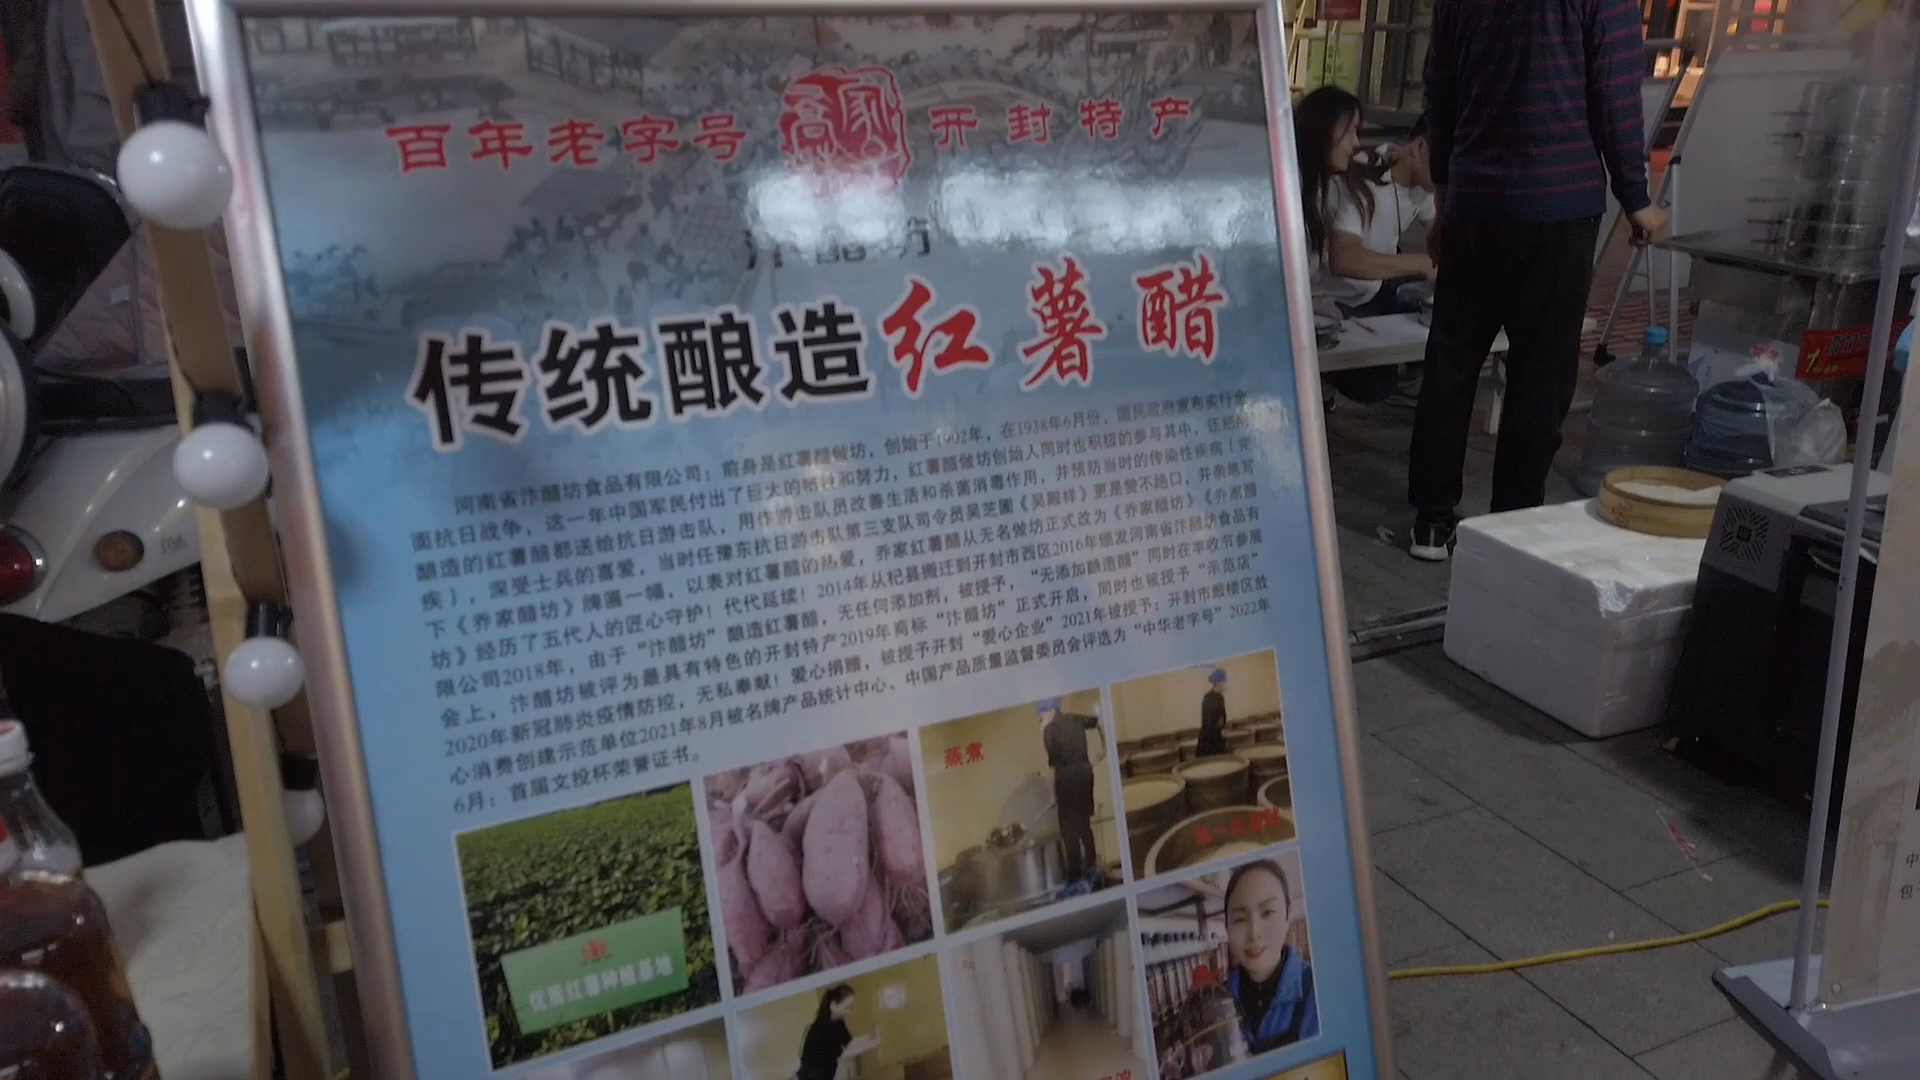 百年老字号 乔家 开封特产
汴醋坊
传统酿造红薯醋
河南省汴醋坊食品有限公司：前身是红薯醋做坊，创始于1902年，在1938年6月份，国民政府宣布实行全
面抗日战争，这一年中国军民付出了巨大的牺牲和努力，红薯醋做坊创始人同时也积极的参与其中，还把所
酿造的红薯醋都送给抗日游击队，用作游击队员改善生活和杀菌消毒作用，并预防当时的传染性疾病（疟
疾），深受士兵的喜爱，当时任豫东抗日游击队第三支队司令员吴芝圃《吴殿祥》更是赞不绝口，并亲笔写
下《乔家醋坊》牌匾一幅，以表对红薯醋的热爱，乔家红薯醋从无名做坊正式改为《乔家醋坊》《乔家醋
坊》经历了五代人的匠心守护！代代延续！2014年从杞县搬迁到开封市西区2016年颁发河南省汴醋坊食品有
限公司2018年，由于“汴醋坊”酿造红薯醋，无任何添加剂，被授予，“无添加酿造醋”同时在丰收节参展
会上，汴醋坊被评为最具有特色的开封特产2019年商标“汴醋坊”正式开启，同时也被授予“示范店”
2020年新冠肺炎疫情防控，无私奉献！爱心捐赠，被授予开封“爱心企业”2021年被授予：开封市鼓楼区放
心消费创建示范单位2021年8月被名牌产品统计中心、中国产品质量监督委员会评选为“中华老字号”2022年
6月：首届文投杯荣誉证书。
蒸煮
优质红薯种植基地
中
包